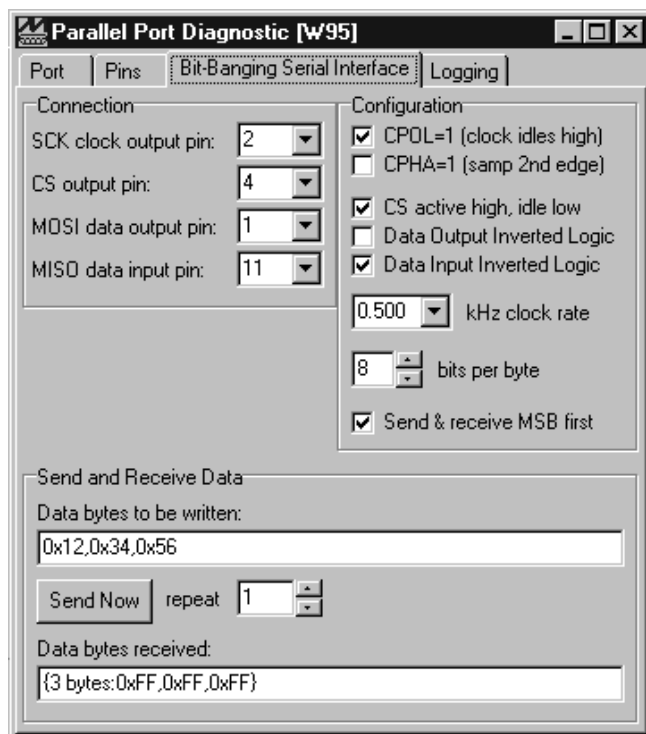 Parallel Port Diagnostic [W95]
Port Pins Bit-Banging Serial Interface Logging
Connection
SCK clock output pin: 2
CS output pin: 4
MOSI data output pin: 1
MISO data input pin: 11
Configuration
CPOL=1 (clock idles high)
CPHA=1 (samp 2nd edge)
CS active high, idle low
Data Output Inverted Logic
Data Input Inverted Logic
0.500 kHz clock rate
8 bits per byte
Send & receive MSB first
Send and Receive Data
Data bytes to be written:
0x12,0x34,0x56
Send Now repeat 1
Data bytes received:
{3 bytes:0xFF,0xFF,0xFF}